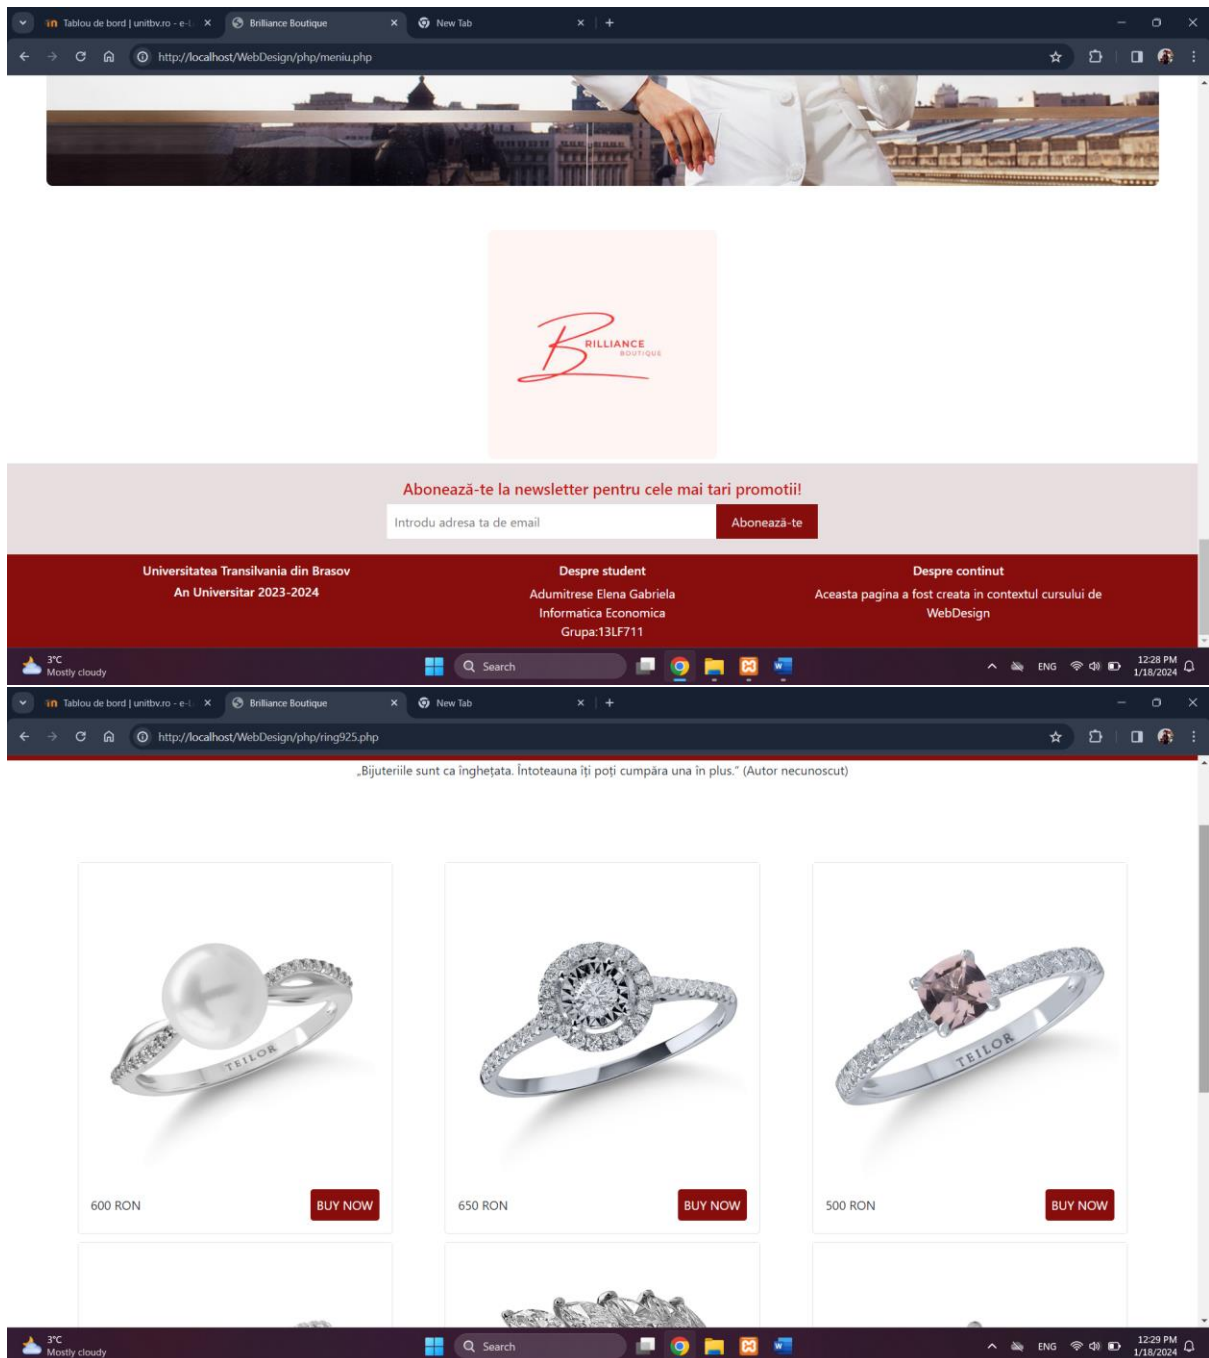 Tablou de bord | unitbv.ro - e-L
Brilliance Boutique
New Tab
http://localhost/WebDesign/php/meniu.php
BRILLIANCE
BOUTIQUE
Abonează-te la newsletter pentru cele mai tari promotii!
Introdu adresa ta de email
Abonează-te
Universitatea Transilvania din Brasov
An Universitar 2023-2024
Despre student
Adumitrese Elena Gabriela
Informatica Economica
Grupa:13LF711
Despre continut
Aceasta pagina a fost creata in contextul cursului de
WebDesign
3°C
Mostly cloudy
Search
ENG
12:28 PM
1/18/2024
Tablou de bord | unitbv.ro - e-L
Brilliance Boutique
New Tab
http://localhost/WebDesign/php/ring925.php
„Bijuteriile sunt ca înghețata. Întoteauna îți poți cumpăra una în plus.” (Autor necunoscut)
TEILOR
TEILOR
600 RON
BUY NOW
650 RON
BUY NOW
500 RON
BUY NOW
3°C
Mostly cloudy
Search
ENG
12:29 PM
1/18/2024